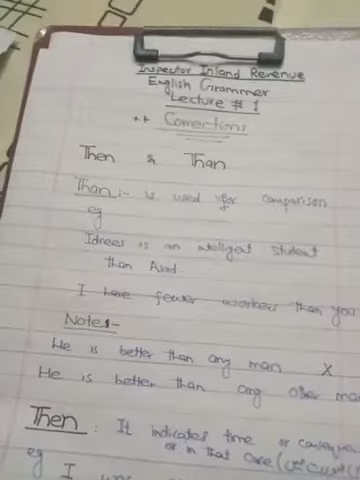 Inspector Inland Revenue
English Grammer
Lecture # 1
** Corrections
Then & Than
Than:- is used for comparison
eg
Idrees is an intelligent student
than Asad
I have fewer workers than you
Note:-
He is better than any man X
He is better than any other man
Then : It indicates time or
or in that case
eg I was